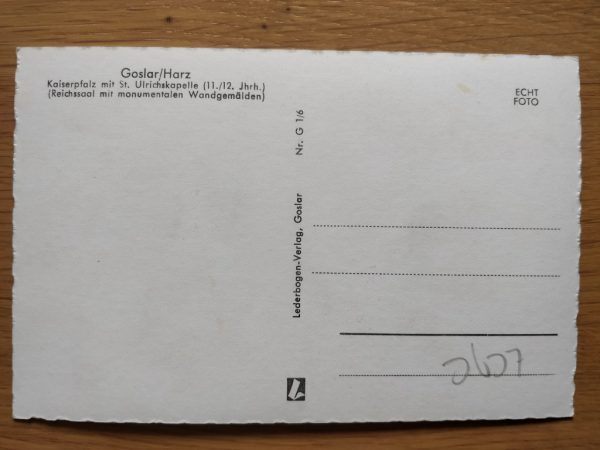 Goslar/Harz
Kaiserpfalz mit St. Ulrichskapelle (11./12. Jhrh.)
(Reichssaal mit monumentalen Wandgemälden)
ECHT
FOTO
Lederbogen-Verlag, Goslar Nr. G 1/6